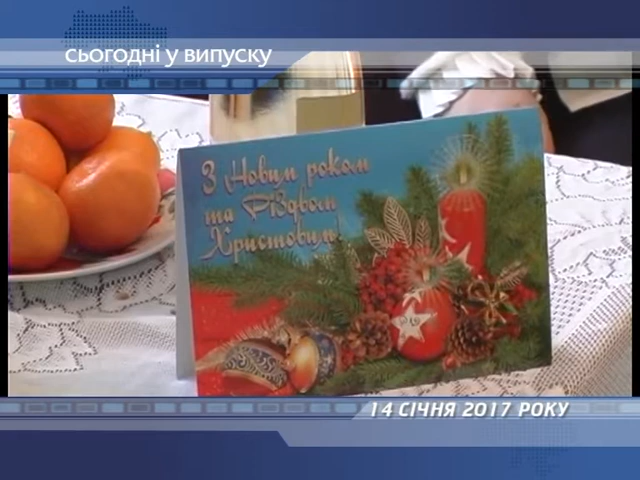 сьогодні у випуску
З Новим роком
та Різдвом
Христовим!
14 СІЧНЯ 2017 РОКУ